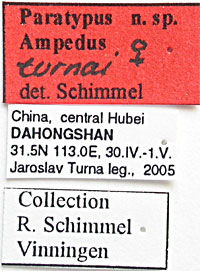 Paratypus n. sp.
Ampedus ♀
turnai
det. Schimmel
China, central Hubei
DAHONGSHAN
31.5N 113.0E, 30.IV.-1.V.
Jaroslav Turna leg., 2005
Collection
R. Schimmel
Vinningen